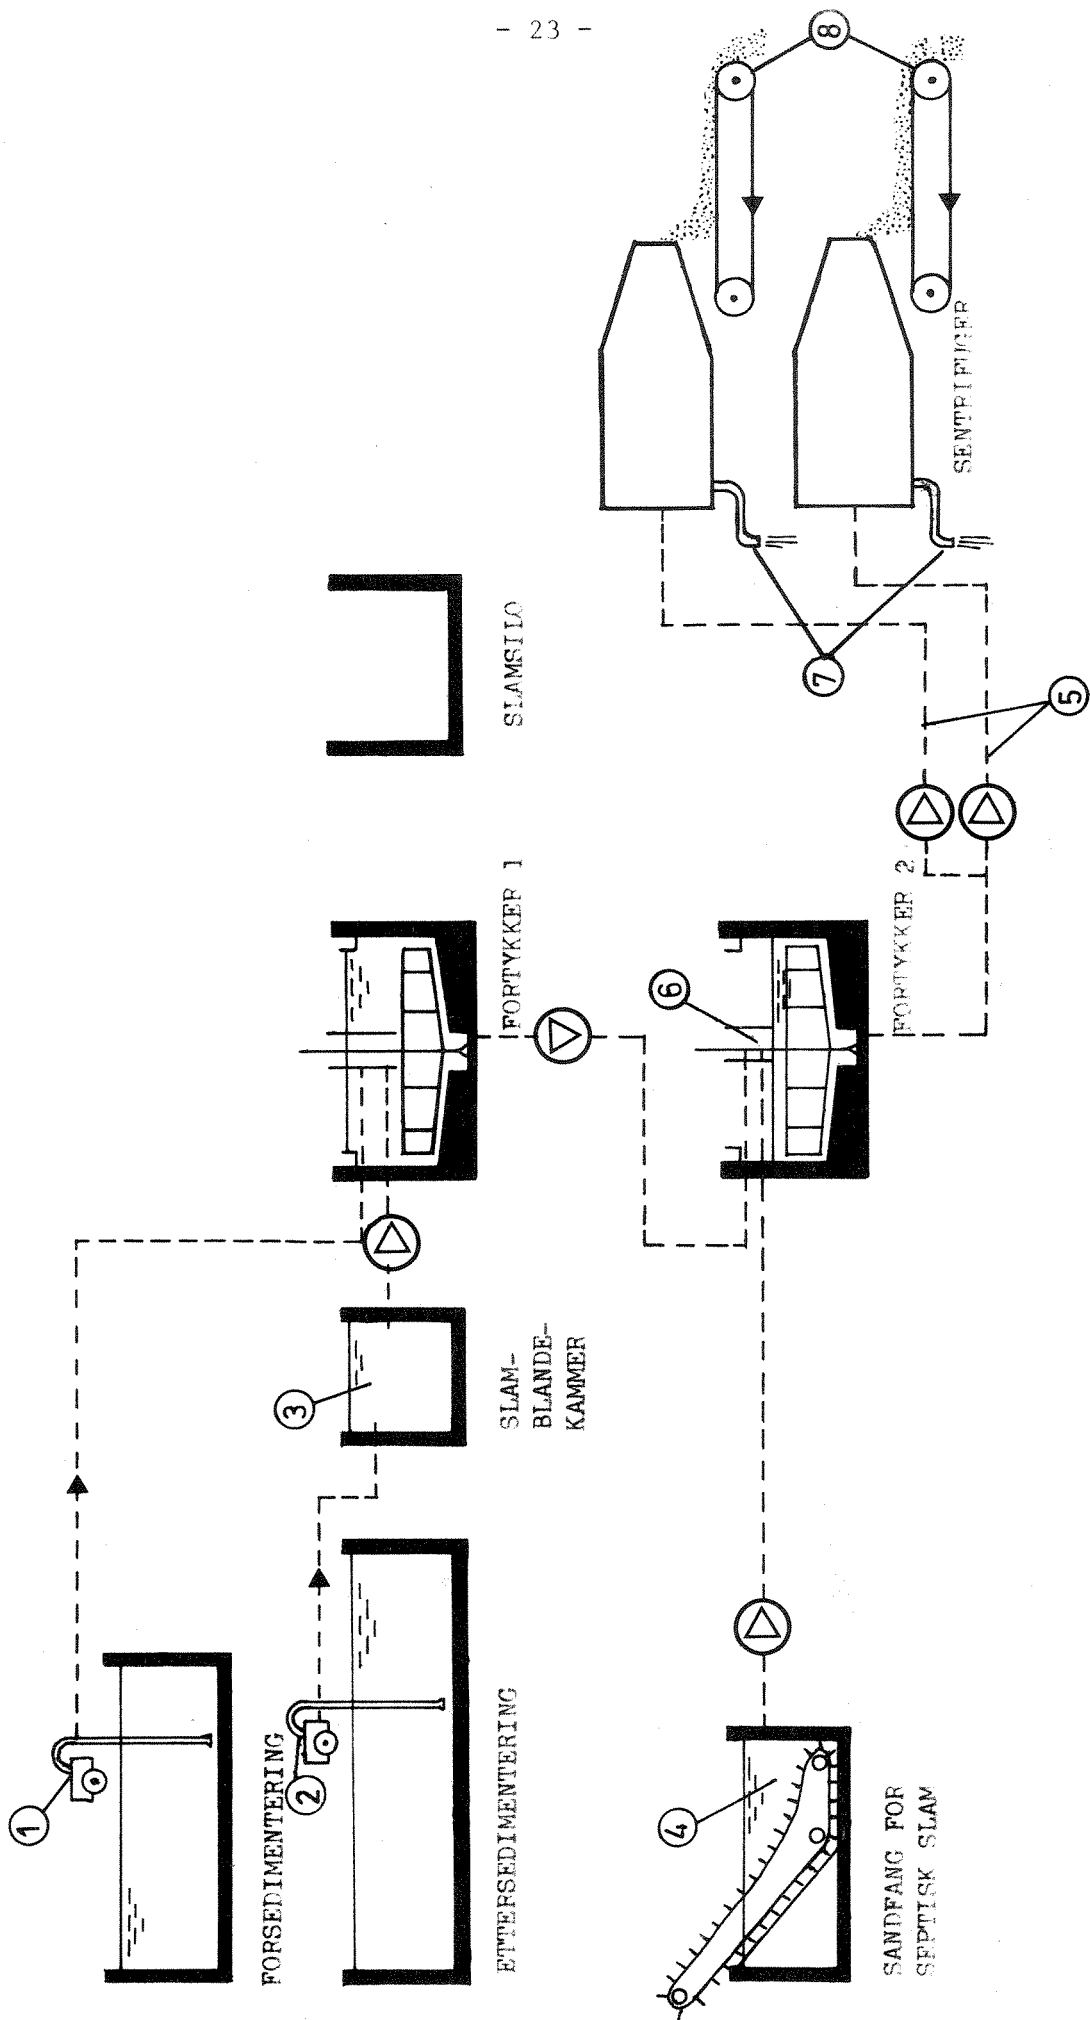 - 23 -
1
FORSEDIMENTERING
2
ETTERSEDIMENTERING
3
SLAM-
BLANDE-
KAMMER
FORTYKKER 1
SLAMSILO
4
SANDFANG FOR
SEPTISK SLAM
6
FORTYKKER 2
5
7
SENTRIFUGER
8